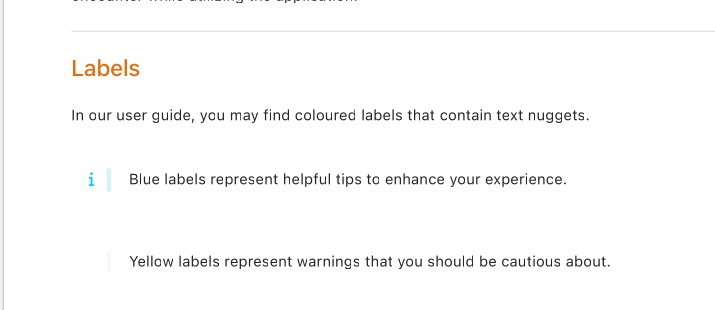 Labels
In our user guide, you may find coloured labels that contain text nuggets.
i Blue labels represent helpful tips to enhance your experience.
Yellow labels represent warnings that you should be cautious about.